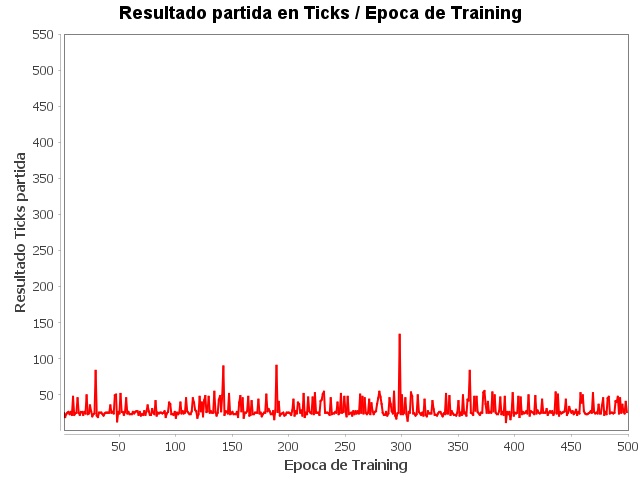 Resultado partida en Ticks / Epoca de Training
550
500
450
400
350
300
250
200
150
100
50
Resultado Ticks partida
50 100 150 200 250 300 350 400 450 500
Epoca de Training